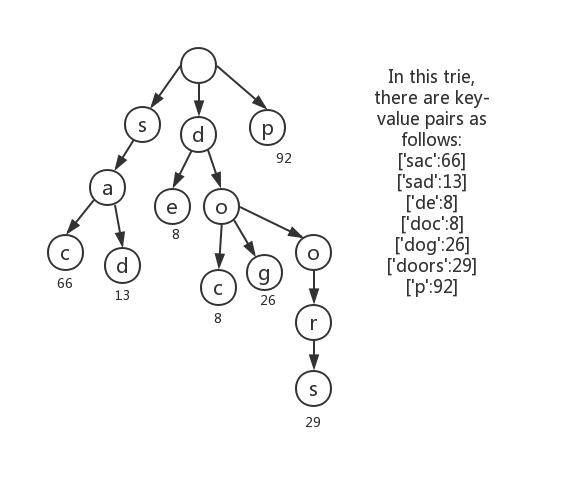 In this trie,
there are key-
value pairs as
follows:
['sac':66]
['sad':13]
['de':8]
['doc':8]
['dog':26]
['doors':29]
['p':92]
s
d
p
92
a
e
8
o
c
66
d
13
c
8
g
26
o
r
s
29